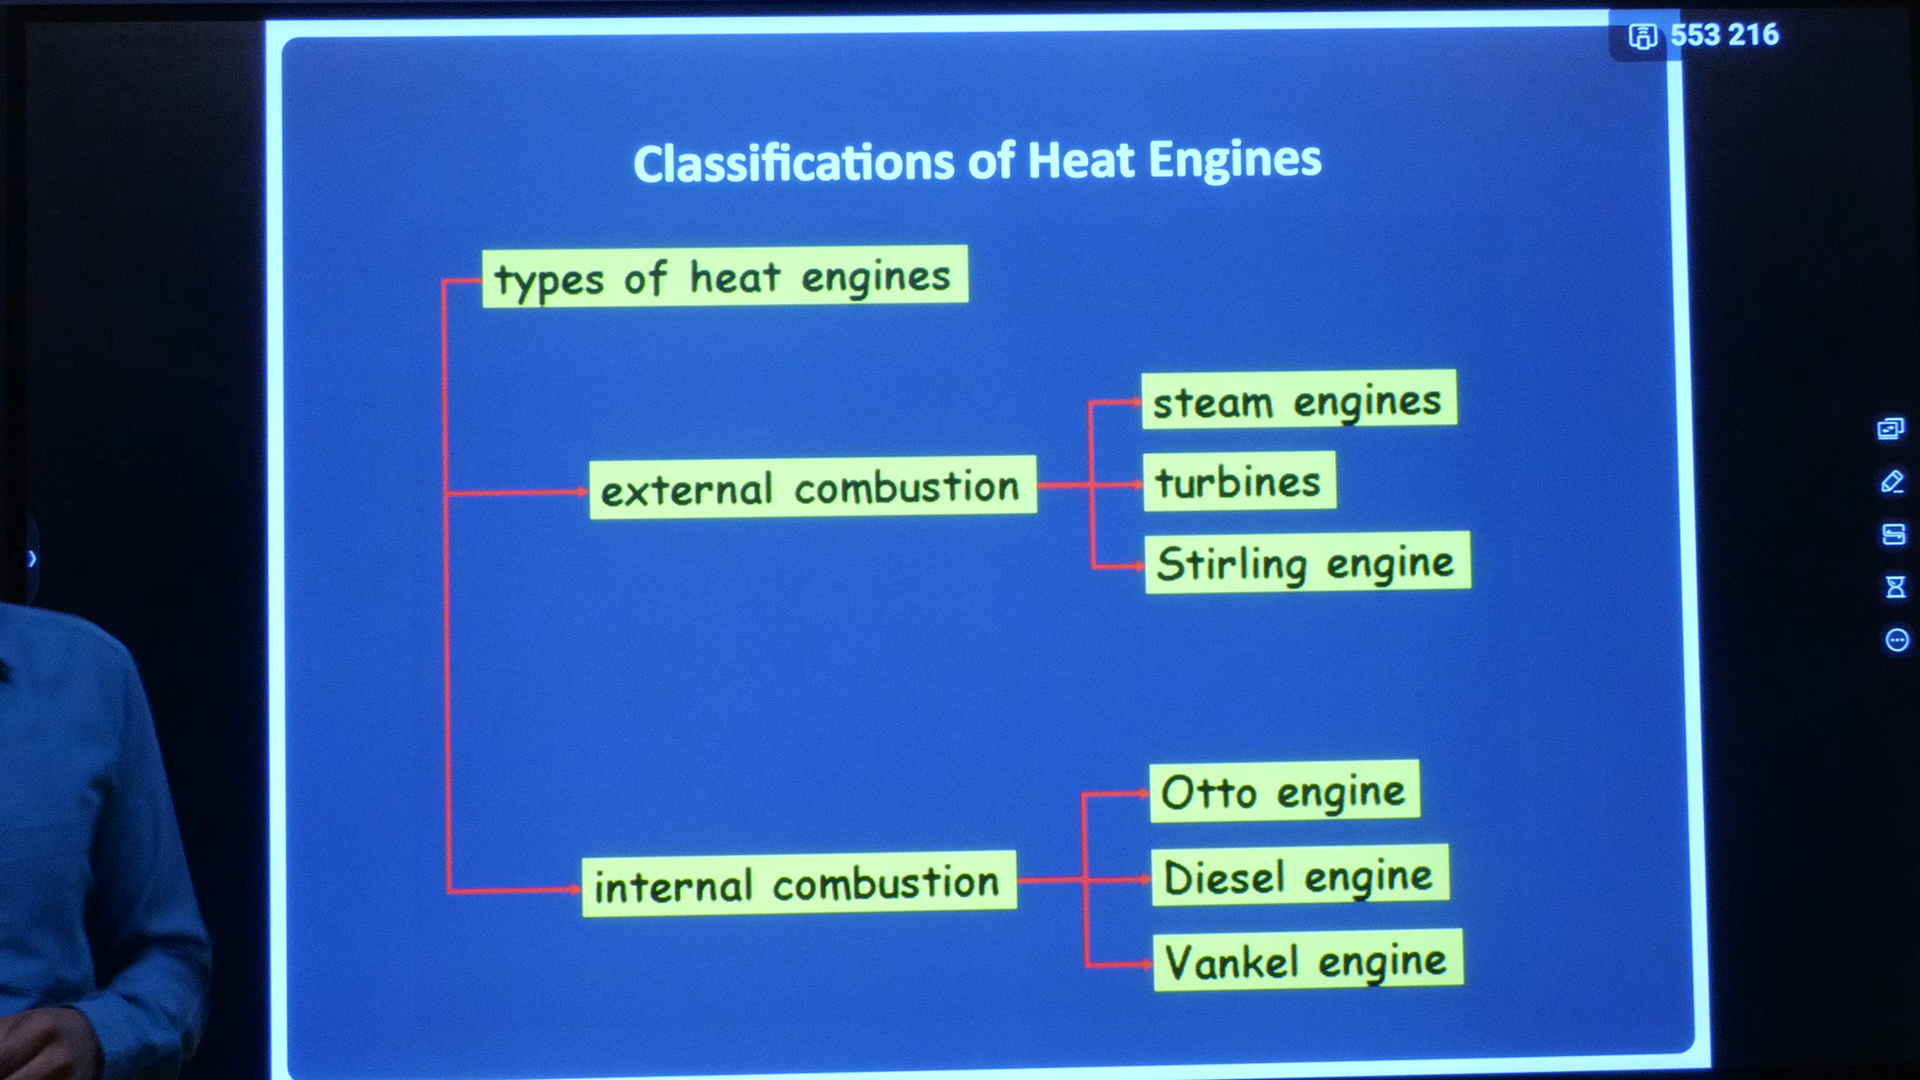 553 216
Classifications of Heat Engines
types of heat engines
external combustion
steam engines
turbines
Stirling engine
internal combustion
Otto engine
Diesel engine
Vankel engine